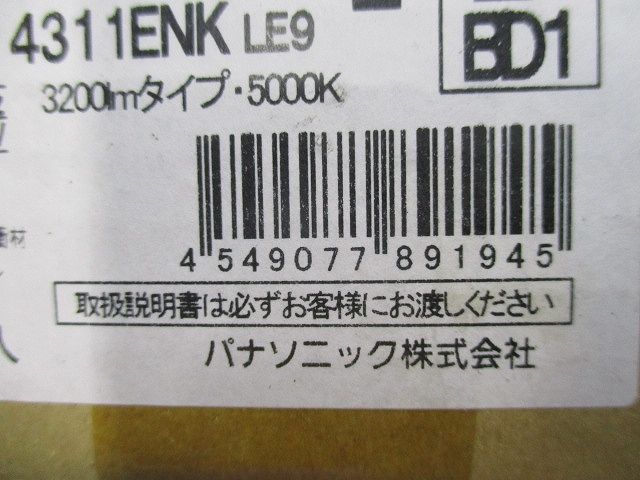 4311ENK LE9
BD1
3200lmタイプ・5000K
4 549077 891945
取扱説明書は必ずお客様にお渡しください
パナソニック株式会社